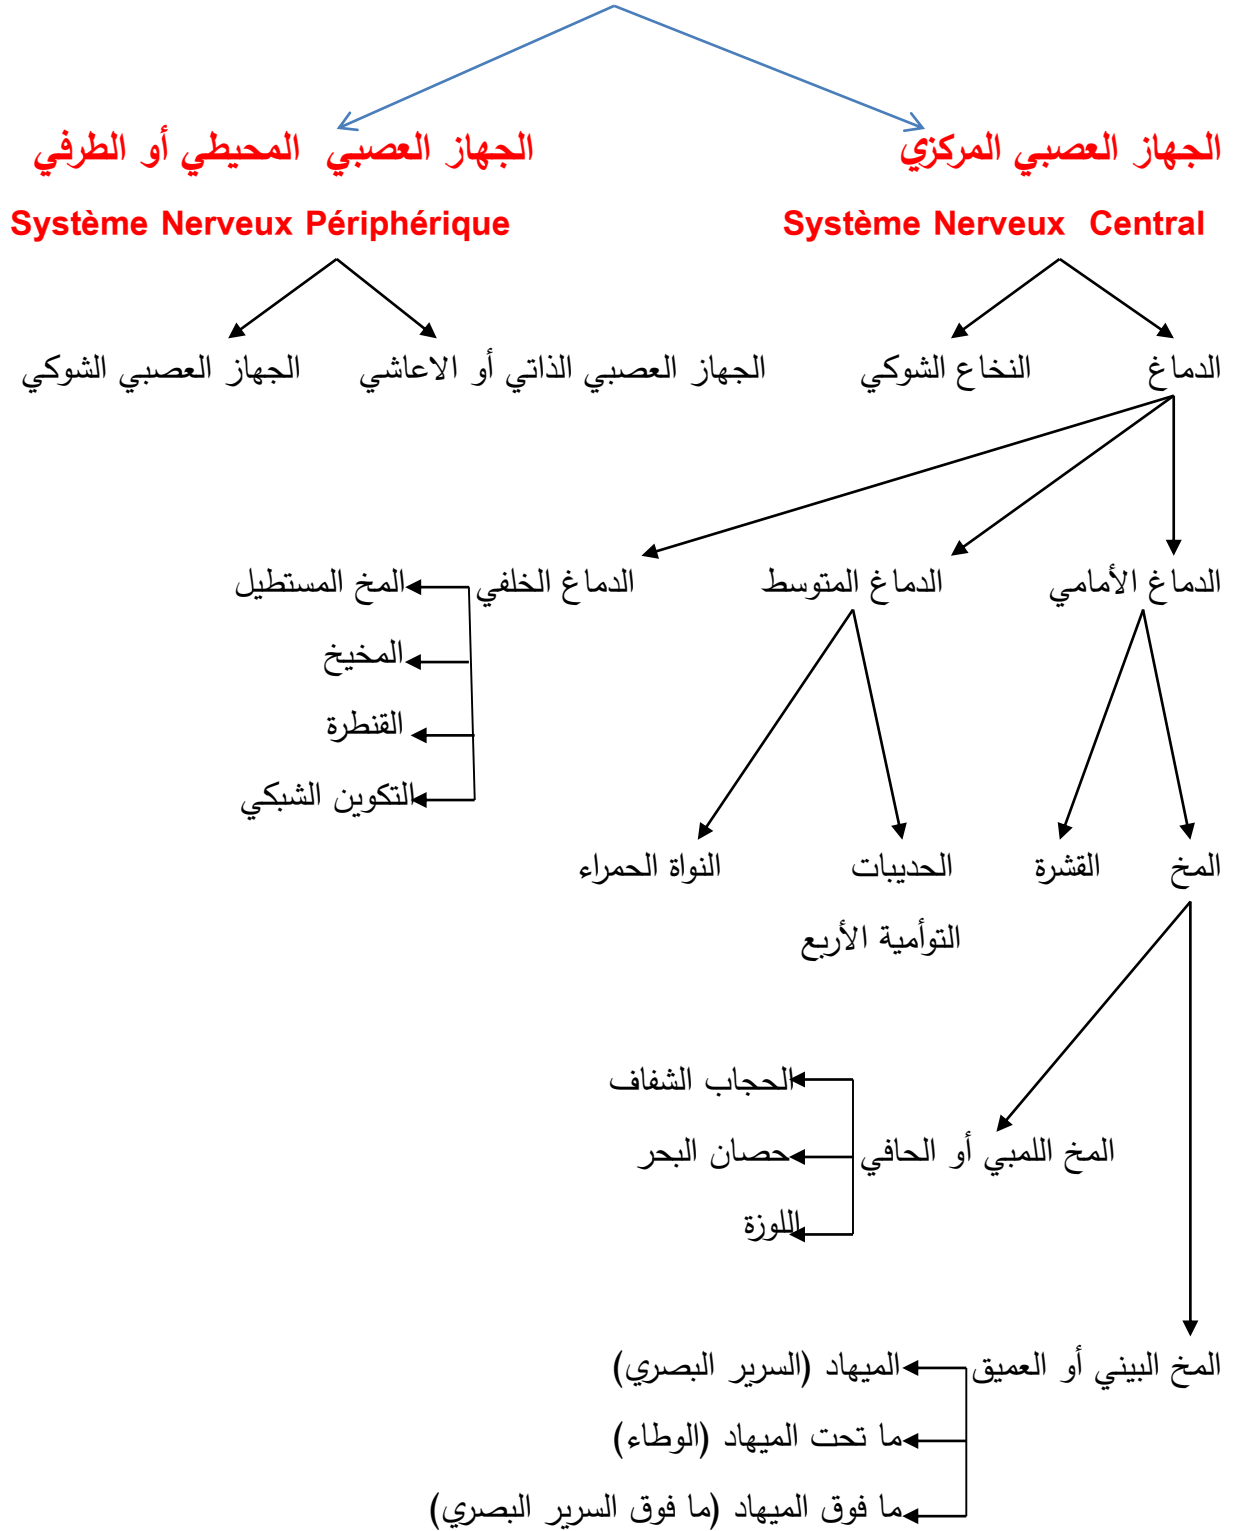 الجهاز العصبي المركزي
الجهاز العصبي المحيطي أو الطرفي
Système Nerveux Central
Système Nerveux Périphérique
الدماغ
النخاع الشوكي
الجهاز العصبي الذاتي أو الاعاشي
الجهاز العصبي الشوكي
الدماغ الأمامي
الدماغ المتوسط
الدماغ الخلفي
المخ المستطيل
المخيخ
القنطرة
التكوين الشبكي
المخ
القشرة
الحديبات
التوأمية الأربع
النواة الحمراء
المخ اللمبي أو الحافي
الحجاب الشفاف
حصان البحر
اللوزة
المخ البيني أو العميق
الميهاد (السرير البصري)
ما تحت الميهاد (الوطاء)
ما فوق الميهاد (ما فوق السرير البصري)